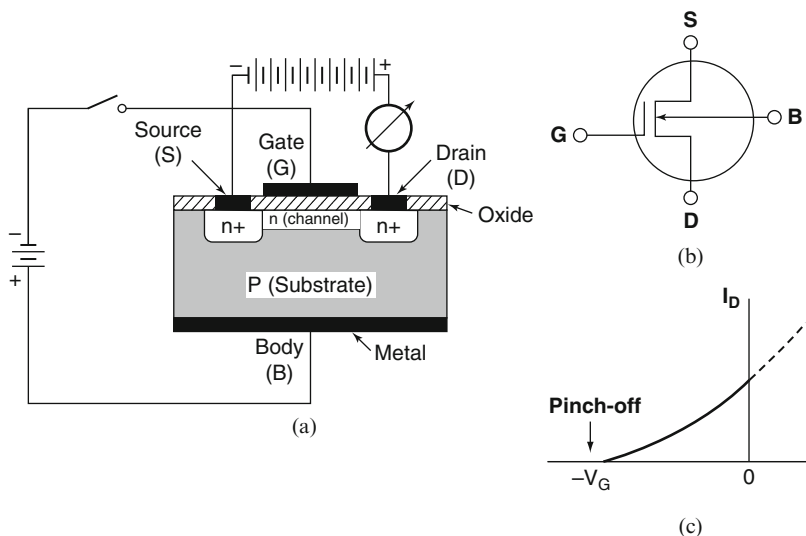 − +
Source
(S)
Gate
(G)
Drain
(D)
Oxide
n+
n (channel)
n+
P (Substrate)
−
+
Body
(B)
Metal
(a)
S
G
B
D
(b)
I_D
Pinch-off
−V_G
0
(c)